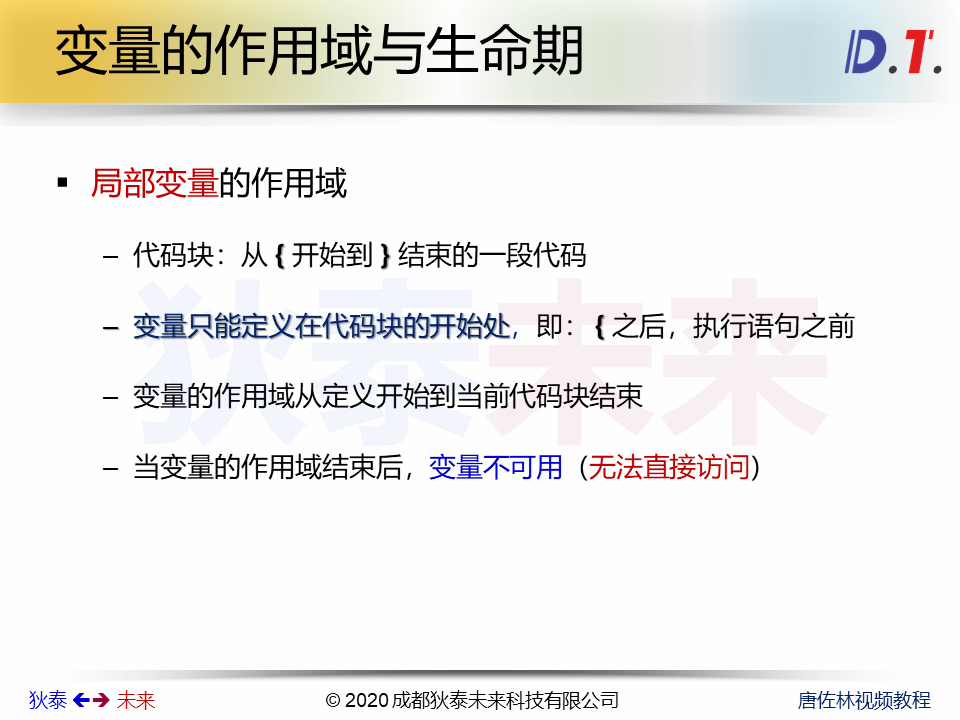 变量的作用域与生命期
D.T.
▪ 局部变量的作用域
– 代码块：从 { 开始到 } 结束的一段代码
– 变量只能定义在代码块的开始处，即：{ 之后，执行语句之前
– 变量的作用域从定义开始到当前代码块结束
– 当变量的作用域结束后，变量不可用（无法直接访问）
狄泰未来
狄泰 ←→ 未来
© 2020 成都狄泰未来科技有限公司
唐佐林视频教程